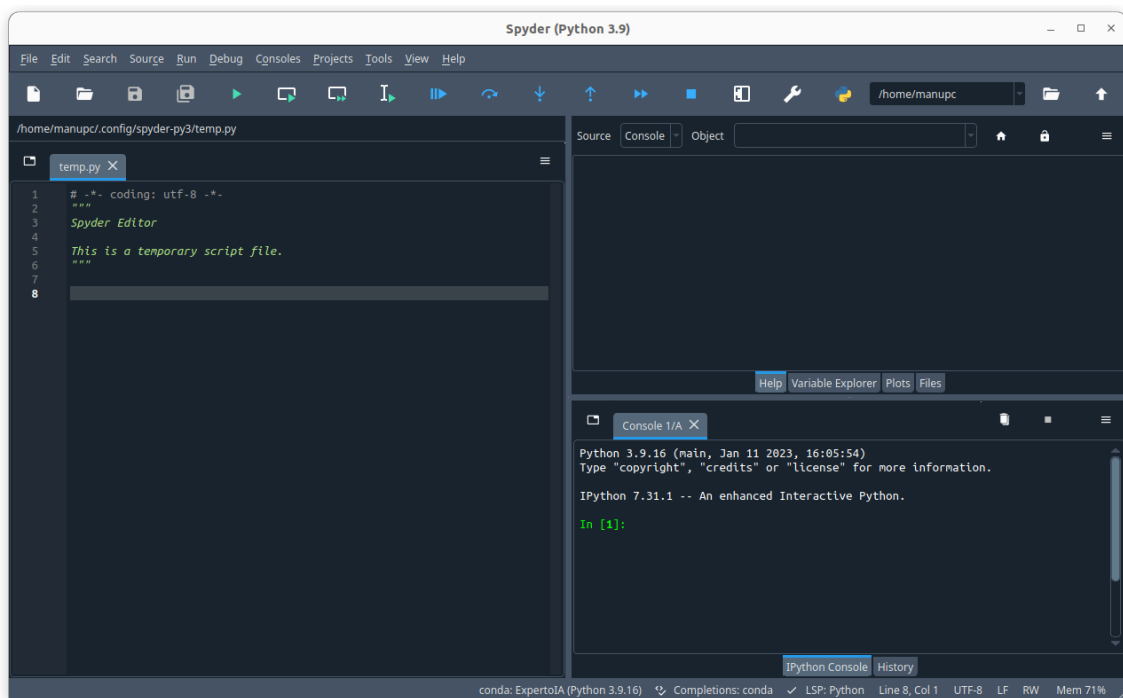 Spyder (Python 3.9)
File Edit Search Source Run Debug Consoles Projects Tools View Help
/home/manupc
/home/manupc/.config/spyder-py3/temp.py
temp.py
1 # -*- coding: utf-8 -*-
2 """
3 Spyder Editor
4
5 This is a temporary script file.
6 """
7
8
Source Console Object
Help Variable Explorer Plots Files
Console 1/A
Python 3.9.16 (main, Jan 11 2023, 16:05:54)
Type "copyright", "credits" or "license" for more information.
IPython 7.31.1 -- An enhanced Interactive Python.
In [1]:
IPython Console History
conda: ExpertoIA (Python 3.9.16) Completions: conda LSP: Python Line 8, Col 1 UTF-8 LF RW Mem 71%